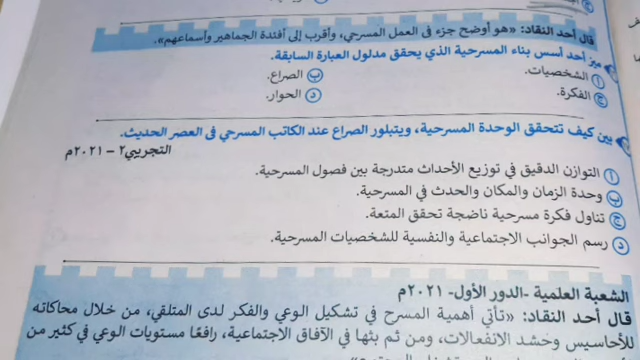 قال أحد النقاد: «هو أوضح جزء في العمل المسرحي، وأقرب إلى أفئدة الجماهير وأسماعهم».
ميز أحد أسس بناء المسرحية الذي يحقق مدلول العبارة السابقة.
أ الشخصيات. ب الصراع.
ج الفكرة. د الحوار.
بين كيف تتحقق الوحدة المسرحية، ويتبلور الصراع عند الكاتب المسرحي في العصر الحديث.
التجريبي٢ – ٢٠٢١م
أ التوازن الدقيق في توزيع الأحداث متدرجة بين فصول المسرحية.
ب وحدة الزمان والمكان والحدث في المسرحية.
ج تناول فكرة مسرحية ناضجة تحقق المتعة.
د رسم الجوانب الاجتماعية والنفسية للشخصيات المسرحية.
الشعبة العلمية -الدور الأول- ٢٠٢١م
قال أحد النقاد: «تأتي أهمية المسرح في تشكيل الوعي والفكر لدى المتلقي، من خلال محاكاته
للأحاسيس وحشد الانفعالات، ومن ثم بثها في الآفاق الاجتماعية، رافعًا مستويات الوعي في كثير من